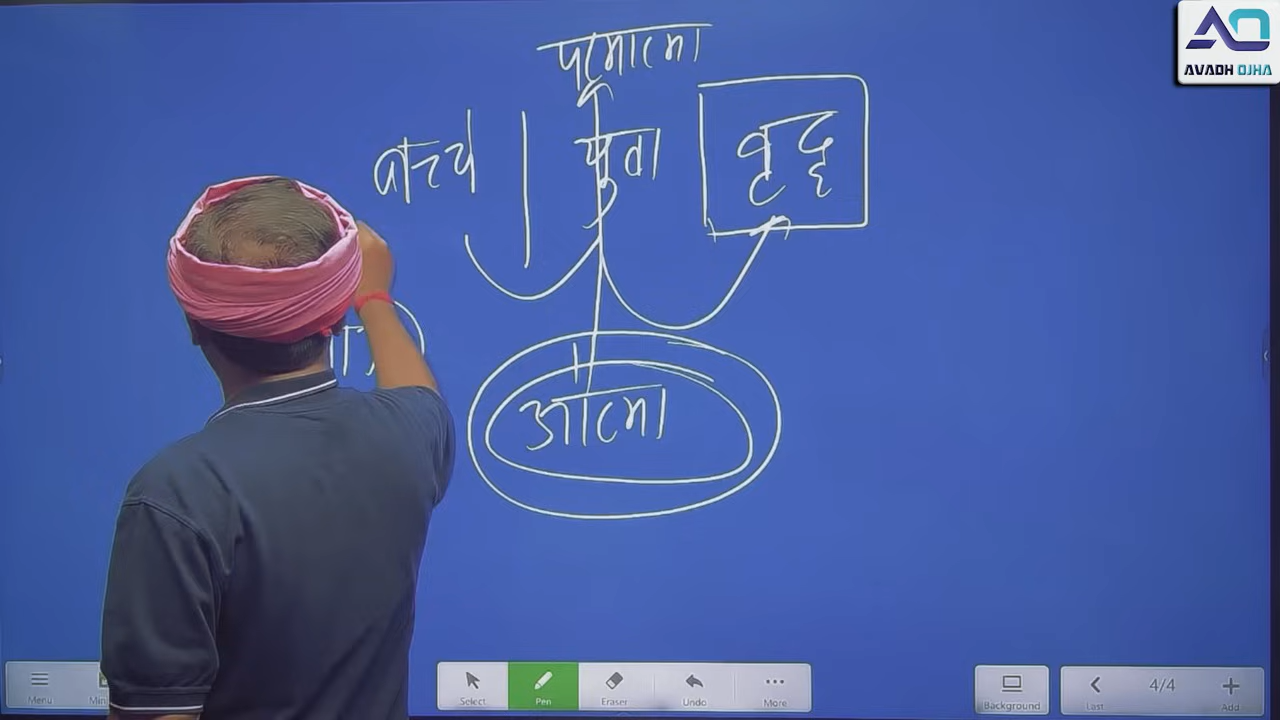 AVADH OJHA
परमात्मा
बच्चे युवा वृद्ध
आत्मा
Menu
Select
Pen
Eraser
Undo
More
Background
Last
4/4
Add